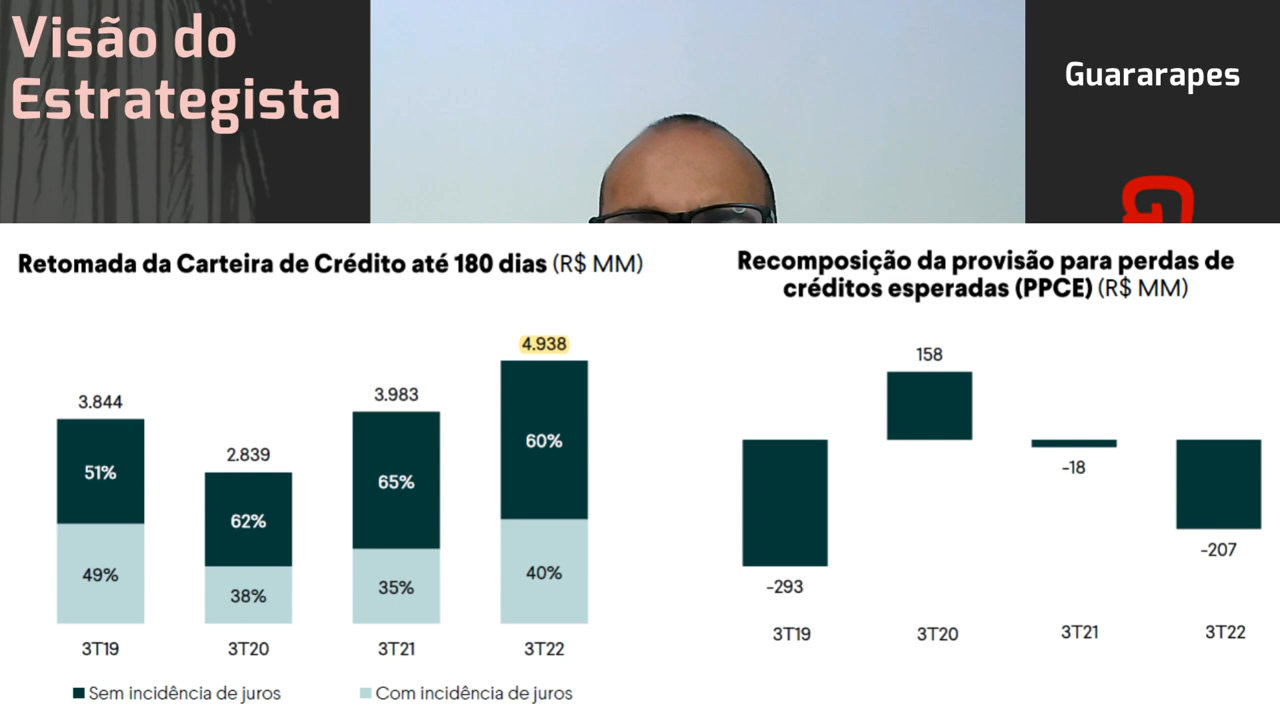 Visão do
Estrategista
Guararapes
G
Retomada da Carteira de Crédito até 180 dias (R$ MM)
4.938
3.844
3.983
2.839
51%
62%
65%
60%
49%
38%
35%
40%
3T19
3T20
3T21
3T22
Sem incidência de juros
Com incidência de juros
Recomposição da provisão para perdas de
créditos esperadas (PPCE) (R$ MM)
158
-18
-207
-293
3T19
3T20
3T21
3T22